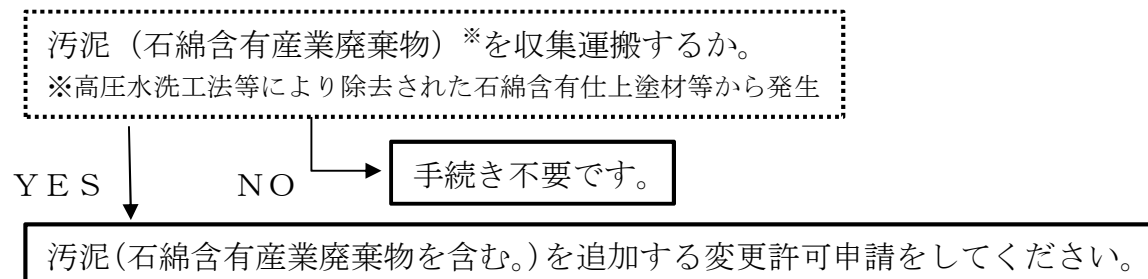 汚泥（石綿含有産業廃棄物）※を収集運搬するか。
※高圧水洗工法等により除去された石綿含有仕上塗材等から発生
ＹＥＳ
ＮＯ
手続き不要です。
汚泥(石綿含有産業廃棄物を含む。)を追加する変更許可申請をしてください。